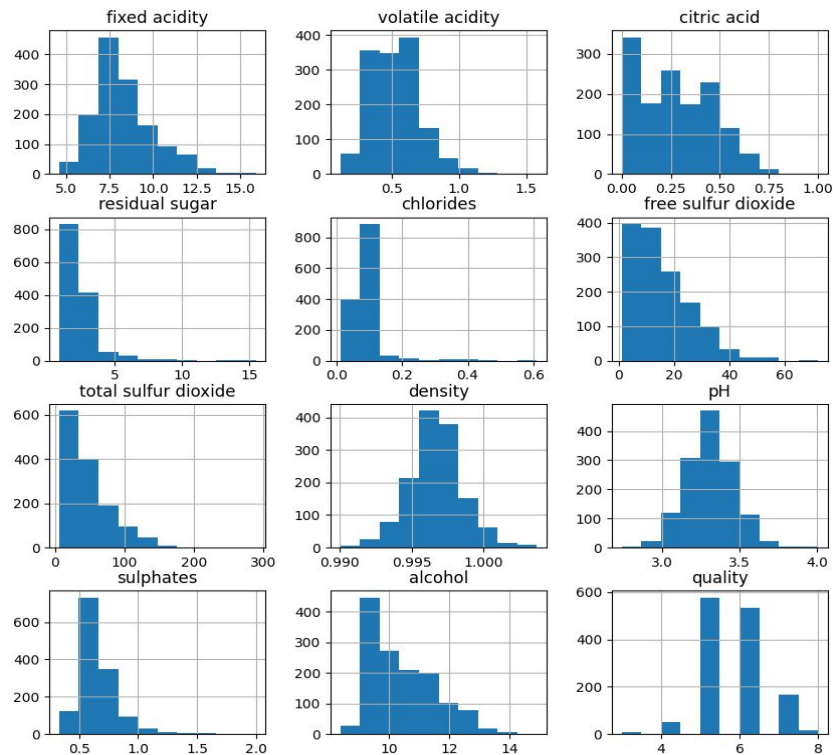 fixed acidity volatile acidity citric acid
400 400 300
300 300 200
200 200 100
100 100 0
0 0
5.0 7.5 10.0 12.5 15.0 0.5 1.0 1.5 0.00 0.25 0.50 0.75 1.00
residual sugar chlorides free sulfur dioxide
800 800 400
600 600 300
400 400 200
200 200 100
0 0 0
5 10 15 0.0 0.2 0.4 0.6 0 20 40 60
total sulfur dioxide density pH
600 400 400
400 300 300
200 200 200
0 100 100
0 0
0 100 200 300 0.990 0.995 1.000 3.0 3.5 4.0
sulphates alcohol quality
600 400 600
400 300 400
200 200 200
0 100 0
0
0.5 1.0 1.5 2.0 10 12 14 4 6 8